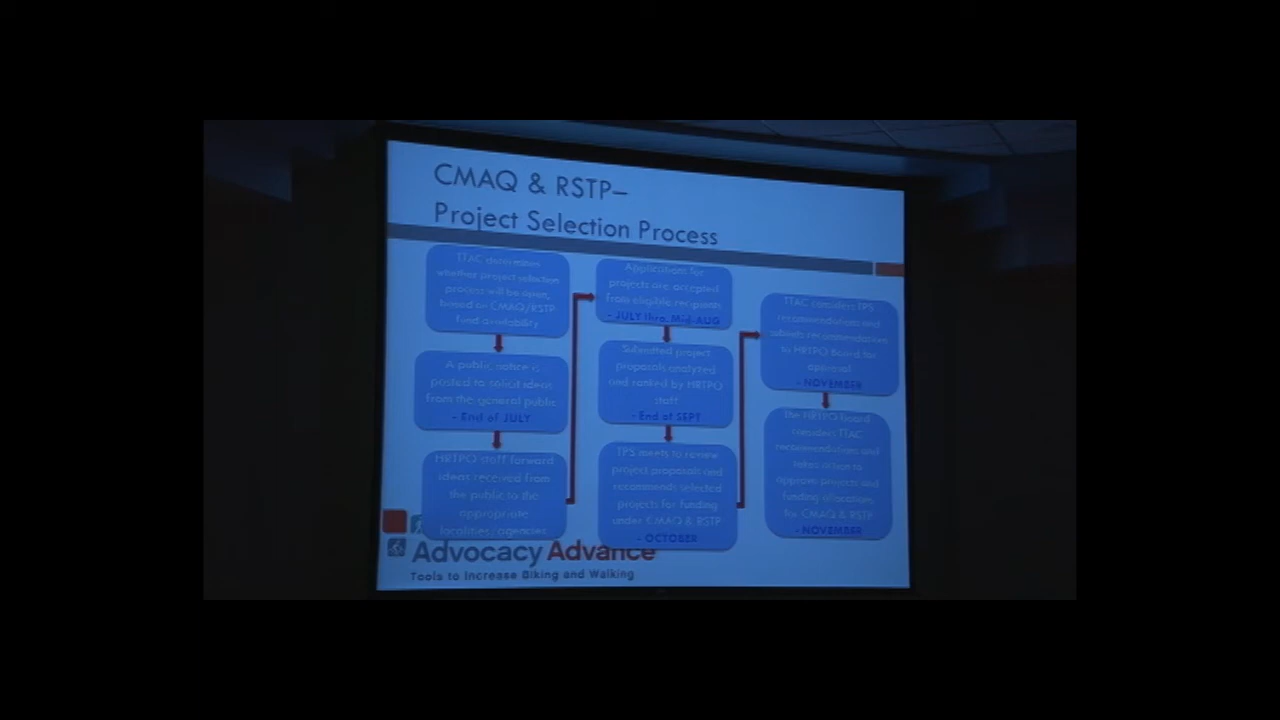 CMAQ & RSTP–
Project Selection Process
TTAC determines
whether project selection
process will be open,
based on CMAQ/RSTP
fund availability
A public notice is
posted to solicit ideas
from the general public
- End of JULY
HRTPO staff forward
ideas received from
the public to the
appropriate
localities, agencies
Applications for
projects are accepted
from eligible recipients
- JULY thru. Mid-AUG
Submitted project
proposals analyzed
and ranked by HRTPO
staff
- End of SEPT
TPS meets to review
project proposals and
recommends selected
projects for funding
under CMAQ & RSTP
- OCTOBER
TTAC considers TPS
recommendations and
submits recommendations
to HRTPO Board for
approval
- NOVEMBER
The HRTPO board
considers TTAC
recommendations and
takes action to
approve projects and
funding allocations
for CMAQ & RSTP
- NOVEMBER
Advocacy Advance
Tools to Increase Biking and Walking